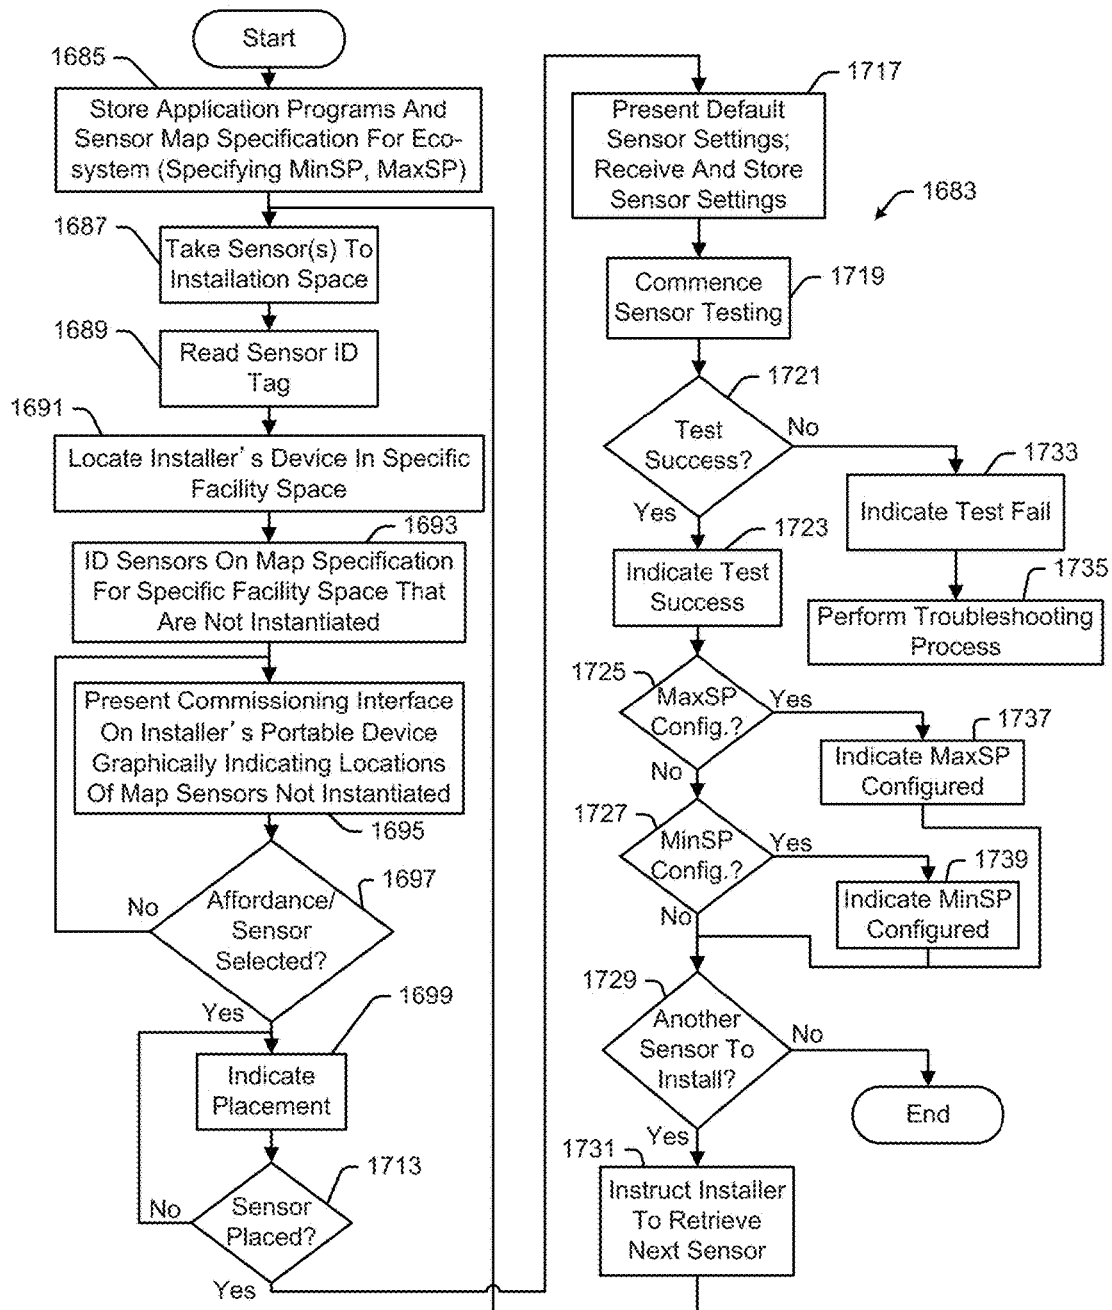 Start
1685
Store Application Programs And
Sensor Map Specification For Eco-
system (Specifying MinSP, MaxSP)
1687
Take Sensor(s) To
Installation Space
1689
Read Sensor ID
Tag
1691
Locate Installer's Device In Specific
Facility Space
1693
ID Sensors On Map Specification
For Specific Facility Space That
Are Not Instantiated
Present Commissioning Interface
On Installer's Portable Device
Graphically Indicating Locations
Of Map Sensors Not Instantiated
1695
1697
No
Affordance/
Sensor
Selected?
Yes
1699
Indicate
Placement
1713
No
Sensor
Placed?
Yes
1717
Present Default
Sensor Settings;
Receive And Store
Sensor Settings
1683
Commence
Sensor Testing
1719
1721
Test
Success?
No
Yes
1733
Indicate Test Fail
1723
Indicate Test
Success
1735
Perform Troubleshooting
Process
1725
MaxSP
Config.?
Yes
No
1737
Indicate MaxSP
Configured
1727
MinSP
Config.?
Yes
No
1739
Indicate MinSP
Configured
1729
Another
Sensor To
Install?
No
Yes
End
1731
Instruct Installer
To Retrieve
Next Sensor